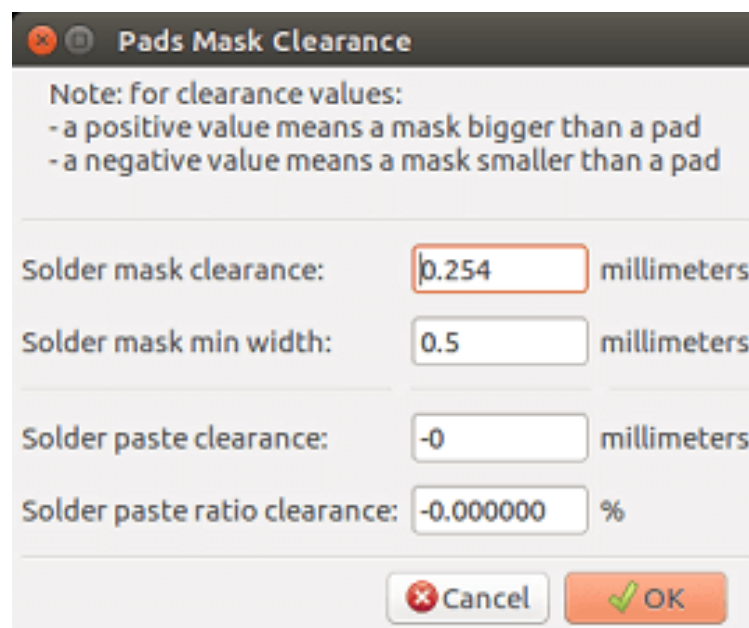 Pads Mask Clearance
Note: for clearance values:
- a positive value means a mask bigger than a pad
- a negative value means a mask smaller than a pad
Solder mask clearance: 0.254 millimeters
Solder mask min width: 0.5 millimeters
Solder paste clearance: -0 millimeters
Solder paste ratio clearance: -0.000000 %
Cancel OK